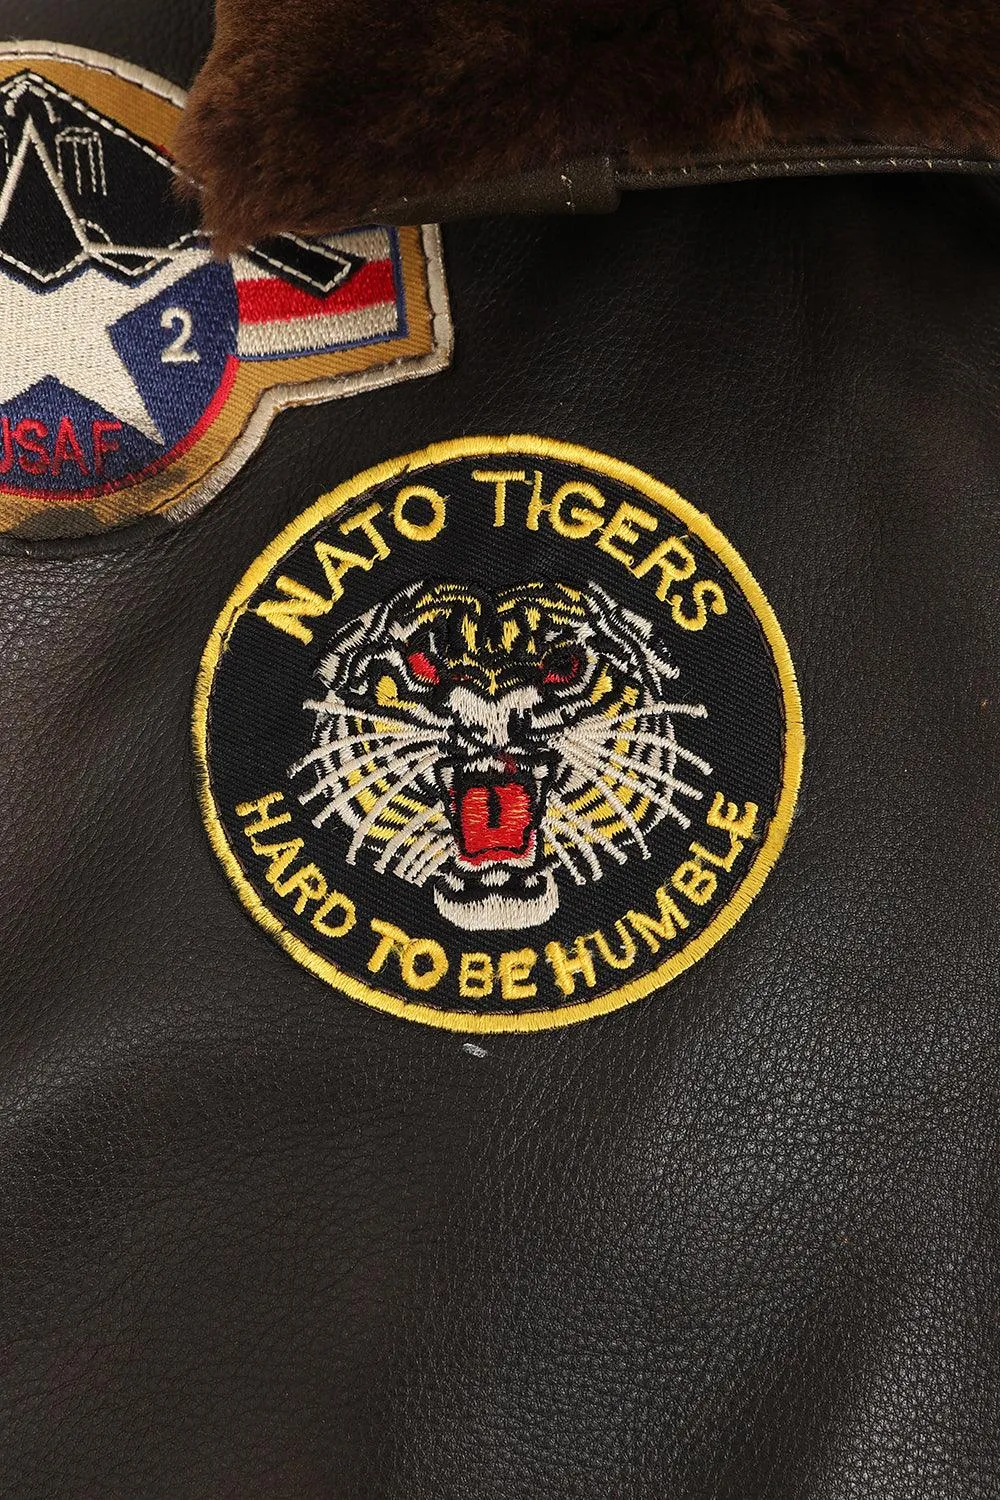 2
USAF
NATO TIGERS
HARD TO BE HUMBLE